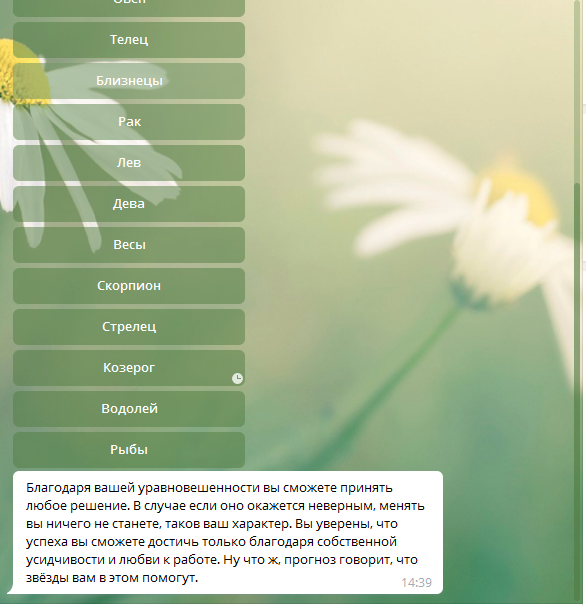 Овен
Телец
Близнецы
Рак
Лев
Дева
Весы
Скорпион
Стрелец
Козерог
Водолей
Рыбы
Благодаря вашей уравновешенности вы сможете принять
любое решение. В случае если оно окажется неверным, менять
вы ничего не станете, таков ваш характер. Вы уверены, что
успеха вы сможете достичь только благодаря собственной
усидчивости и любви к работе. Ну что ж, прогноз говорит, что
звёзды вам в этом помогут.
14:39